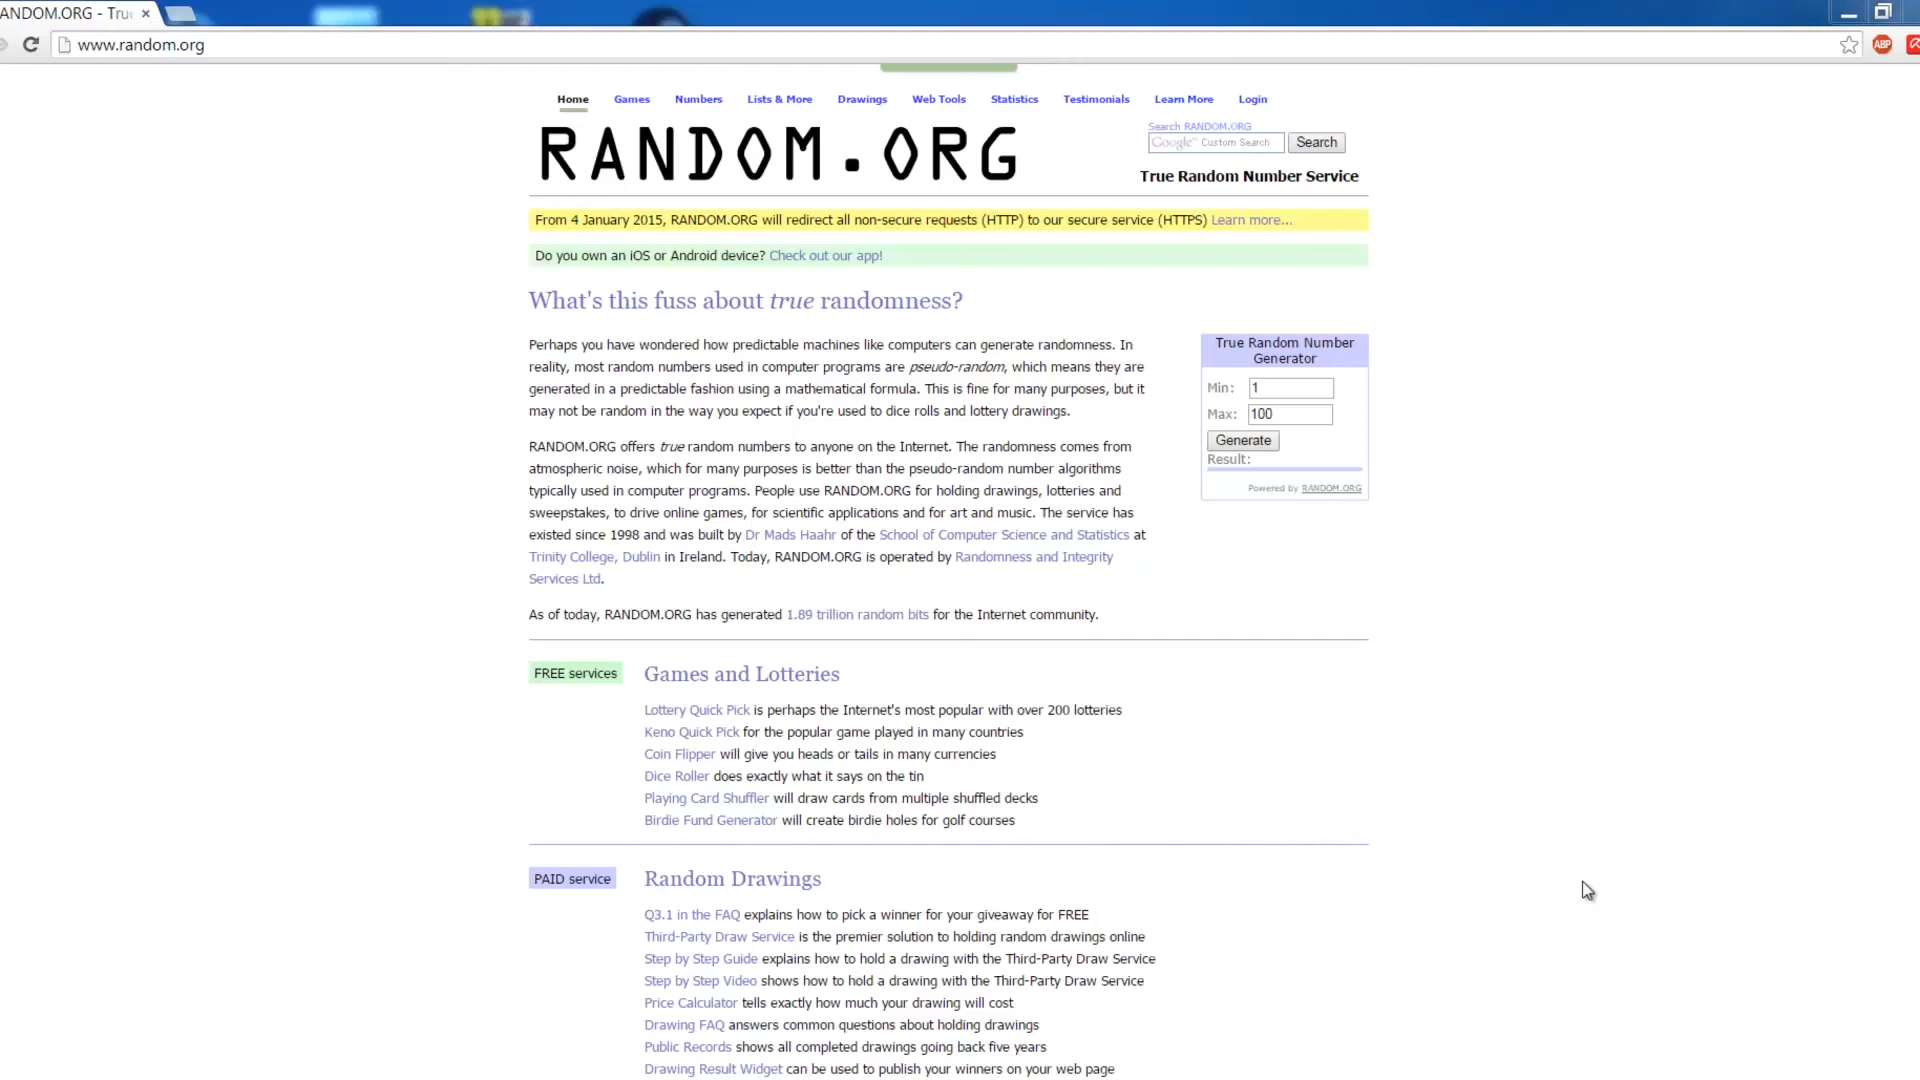 RANDOM.ORG - Tru
www.random.org
ABP
Home Games Numbers Lists & More Drawings Web Tools Statistics Testimonials Learn More Login
RANDOM.ORG
Search RANDOM.ORG
Google™ Custom Search Search
True Random Number Service
From 4 January 2015, RANDOM.ORG will redirect all non-secure requests (HTTP) to our secure service (HTTPS) Learn more...
Do you own an iOS or Android device? Check out our app!
What's this fuss about true randomness?
Perhaps you have wondered how predictable machines like computers can generate randomness. In
reality, most random numbers used in computer programs are pseudo-random, which means they are
generated in a predictable fashion using a mathematical formula. This is fine for many purposes, but it
may not be random in the way you expect if you're used to dice rolls and lottery drawings.
RANDOM.ORG offers true random numbers to anyone on the Internet. The randomness comes from
atmospheric noise, which for many purposes is better than the pseudo-random number algorithms
typically used in computer programs. People use RANDOM.ORG for holding drawings, lotteries and
sweepstakes, to drive online games, for scientific applications and for art and music. The service has
existed since 1998 and was built by Dr Mads Haahr of the School of Computer Science and Statistics at
Trinity College, Dublin in Ireland. Today, RANDOM.ORG is operated by Randomness and Integrity
Services Ltd.
As of today, RANDOM.ORG has generated 1.89 trillion random bits for the Internet community.
True Random Number
Generator
Min: 1
Max: 100
Generate
Result:
Powered by RANDOM.ORG
FREE services
Games and Lotteries
Lottery Quick Pick is perhaps the Internet's most popular with over 200 lotteries
Keno Quick Pick for the popular game played in many countries
Coin Flipper will give you heads or tails in many currencies
Dice Roller does exactly what it says on the tin
Playing Card Shuffler will draw cards from multiple shuffled decks
Birdie Fund Generator will create birdie holes for golf courses
PAID service
Random Drawings
Q3.1 in the FAQ explains how to pick a winner for your giveaway for FREE
Third-Party Draw Service is the premier solution to holding random drawings online
Step by Step Guide explains how to hold a drawing with the Third-Party Draw Service
Step by Step Video shows how to hold a drawing with the Third-Party Draw Service
Price Calculator tells exactly how much your drawing will cost
Drawing FAQ answers common questions about holding drawings
Public Records shows all completed drawings going back five years
Drawing Result Widget can be used to publish your winners on your web page